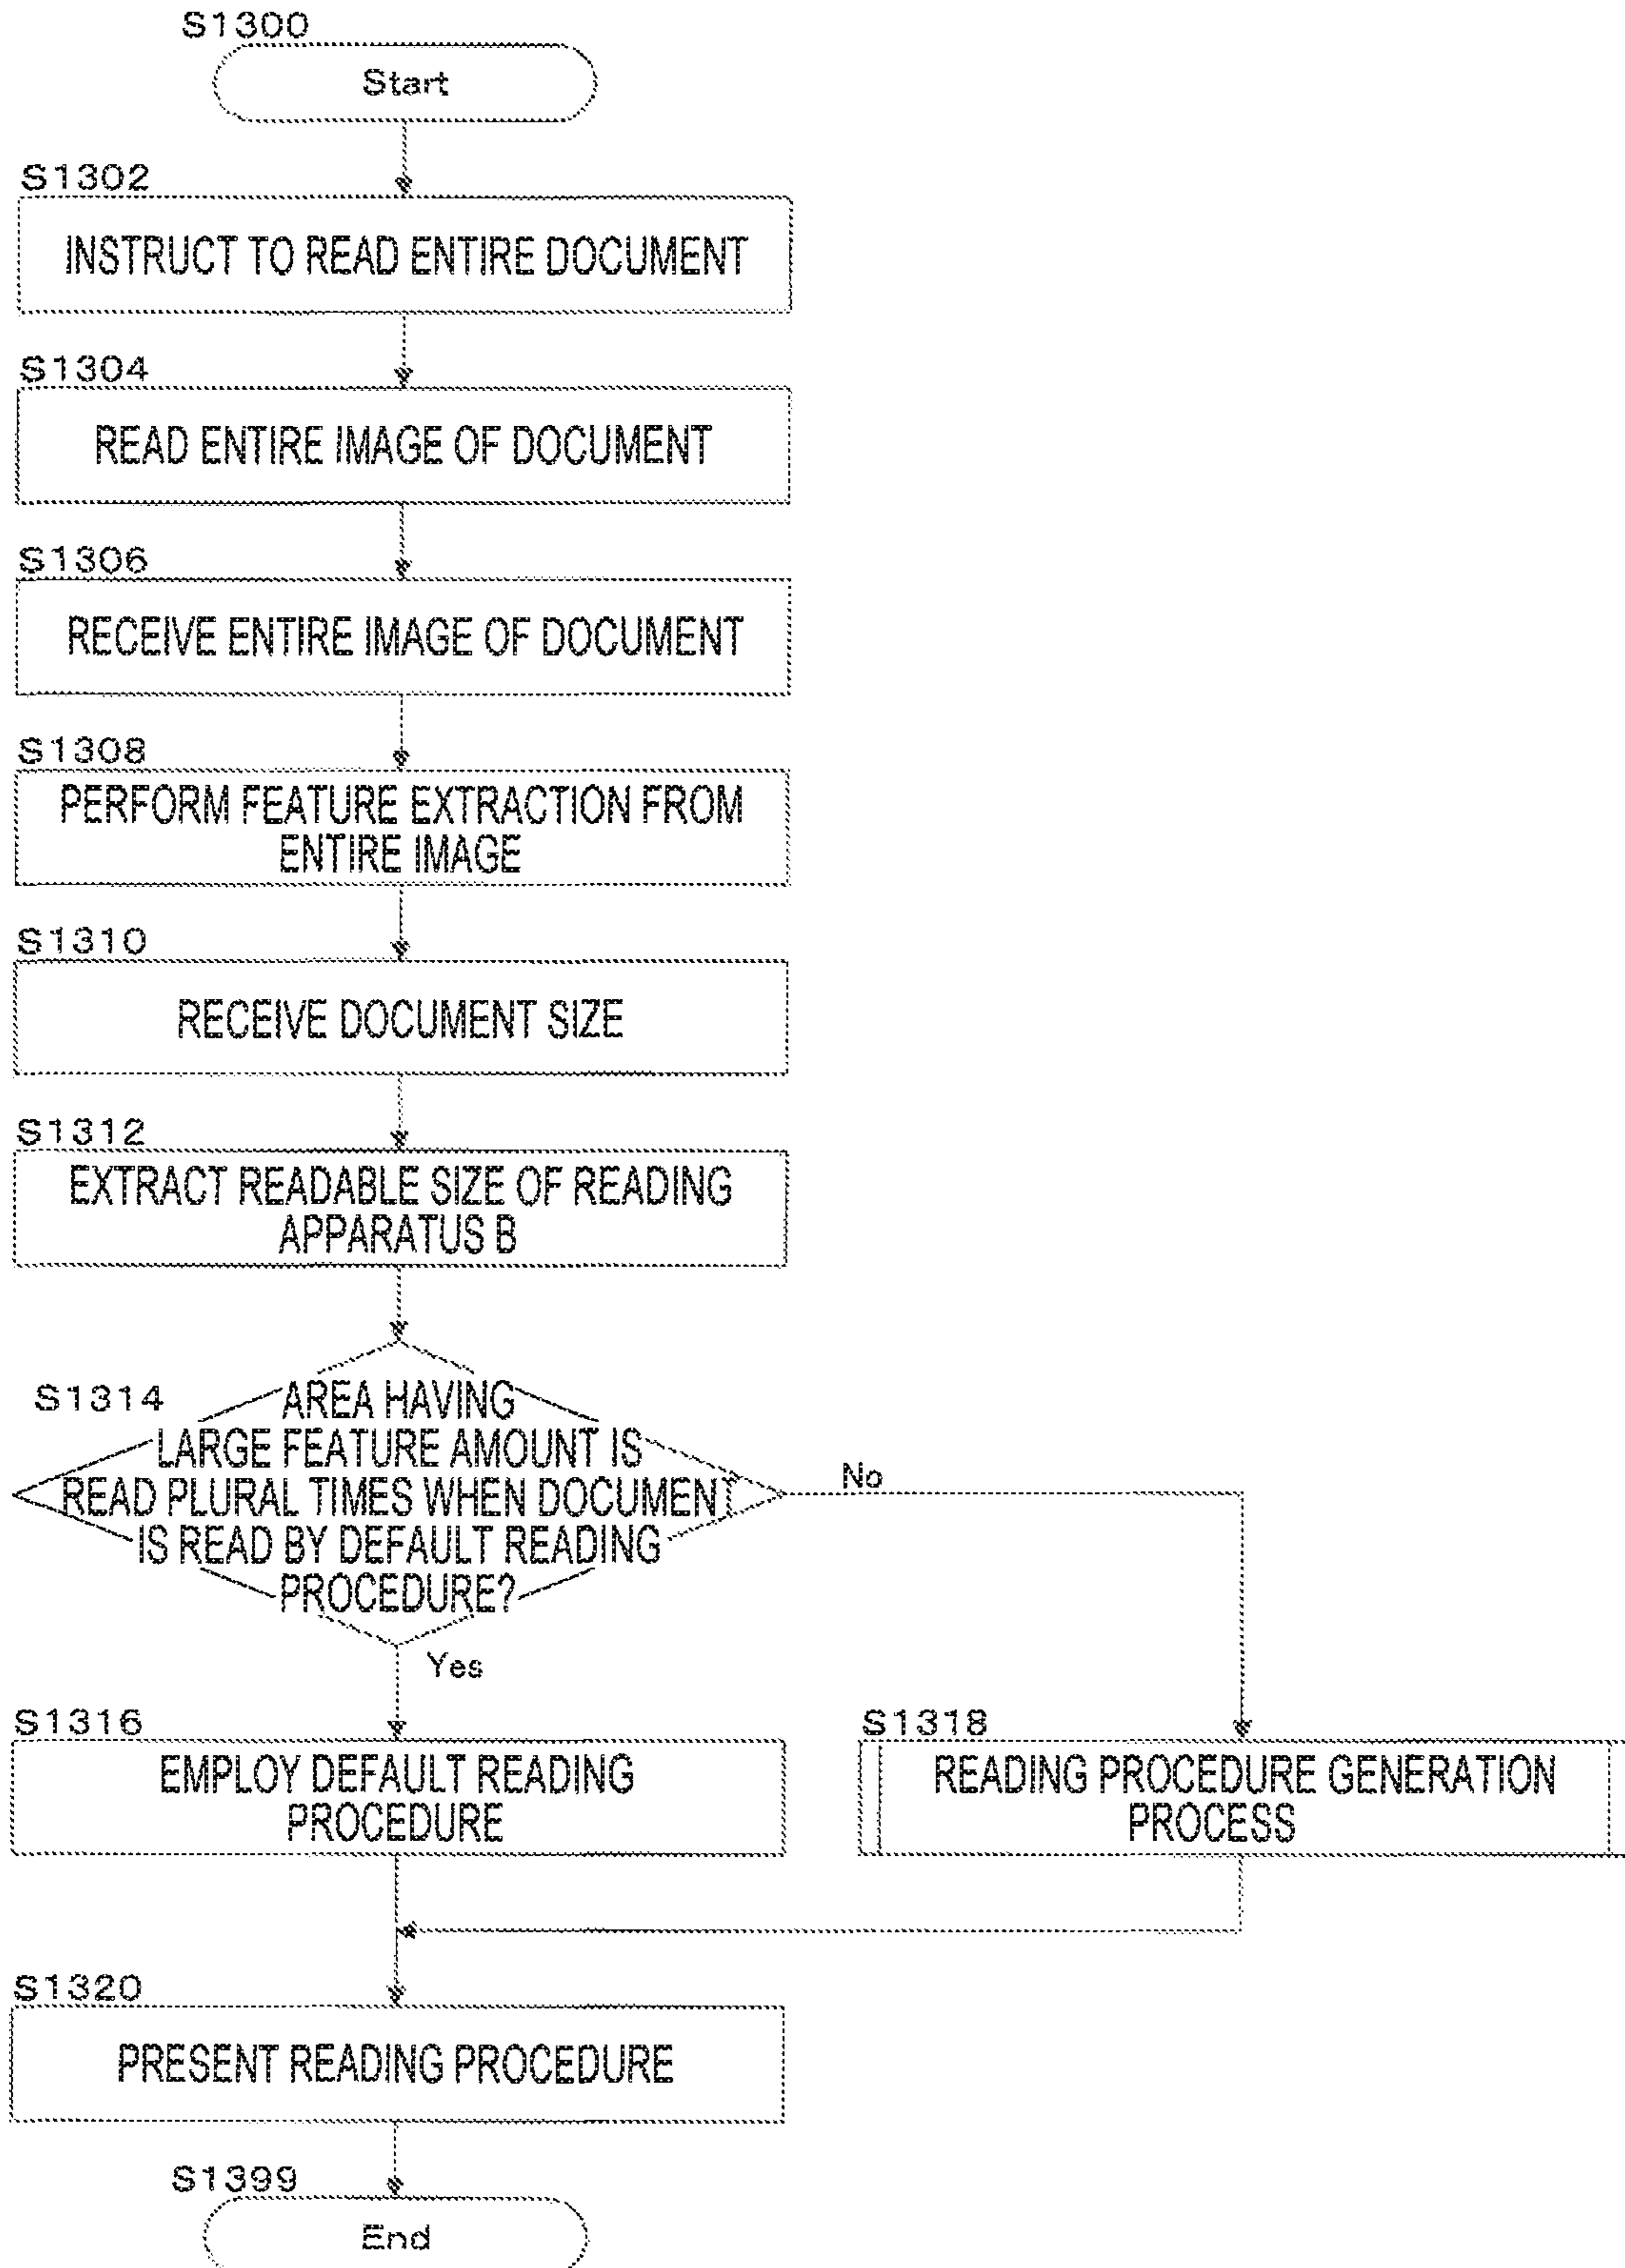 S1300
Start
S1302
INSTRUCT TO READ ENTIRE DOCUMENT
S1304
READ ENTIRE IMAGE OF DOCUMENT
S1306
RECEIVE ENTIRE IMAGE OF DOCUMENT
S1308
PERFORM FEATURE EXTRACTION FROM
ENTIRE IMAGE
S1310
RECEIVE DOCUMENT SIZE
S1312
EXTRACT READABLE SIZE OF READING
APPARATUS B
S1314
AREA HAVING
LARGE FEATURE AMOUNT IS
READ PLURAL TIMES WHEN DOCUMENT
IS READ BY DEFAULT READING
PROCEDURE?
No
Yes
S1316
EMPLOY DEFAULT READING
PROCEDURE
S1318
READING PROCEDURE GENERATION
PROCESS
S1320
PRESENT READING PROCEDURE
S1399
End